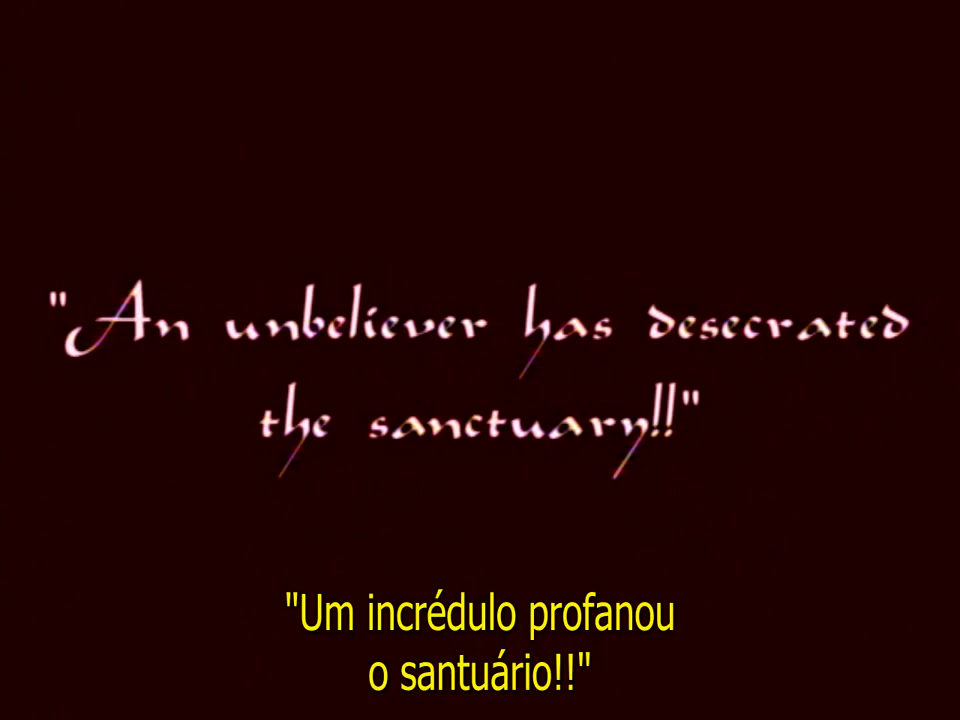 "An unbeliever has desecrated
the sanctuary!!"
"Um incrédulo profanou
o santuário!!"